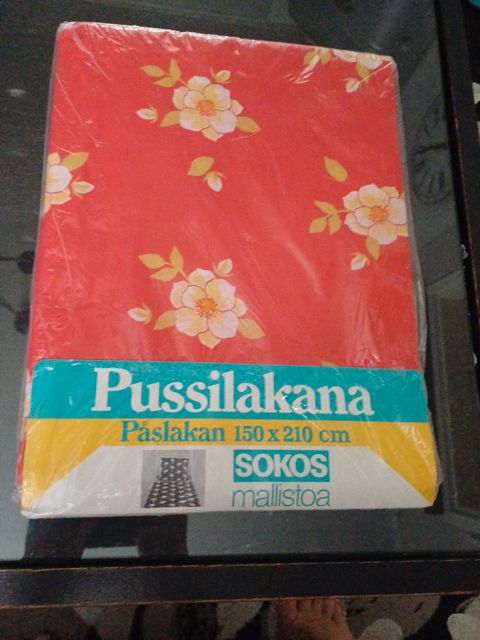 Pussilakana
Påslakan 150 x 210 cm
SOKOS
mallistoa